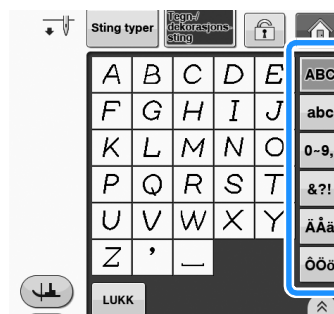 Sting typer
Tegn-/
dekorasjons-
sting
A B C D E
F G H I J
K L M N O
P Q R S T
U V W X Y
Z ' _
ABC
abc
0~9,
&?!
ÄÅä
ÔÖö
LUKK